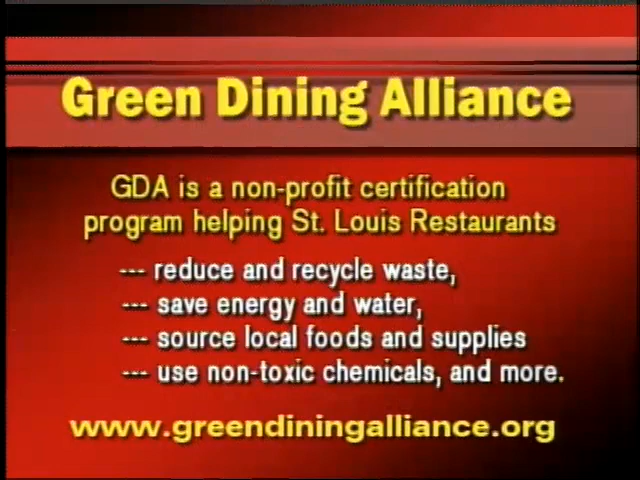 Green Dining Alliance
GDA is a non-profit certification
program helping St. Louis Restaurants
--- reduce and recycle waste,
--- save energy and water,
--- source local foods and supplies
--- use non-toxic chemicals, and more.
www.greendiningalliance.org